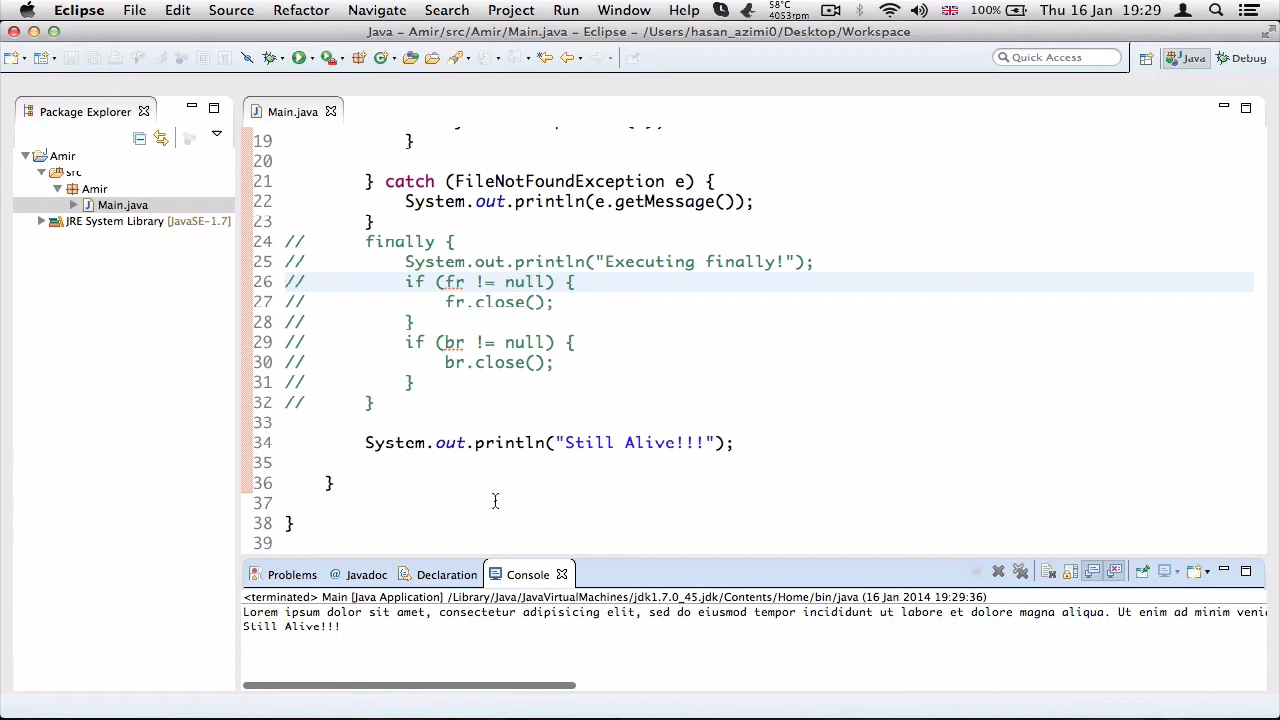 Eclipse File Edit Source Refactor Navigate Search Project Run Window Help 58°C 4053rpm 100% Thu 16 Jan 19:29
Java – Amir/src/Amir/Main.java – Eclipse – /Users/hasan_azimi0/Desktop/Workspace
Quick Access Java Debug
Package Explorer
Main.java
Amir
src
Amir
Main.java
JRE System Library [JavaSE-1.7]
19 }
20
21 } catch (FileNotFoundException e) {
22 System.out.println(e.getMessage());
23 }
24 // finally {
25 // System.out.println("Executing finally!");
26 // if (fr != null) {
27 // fr.close();
28 // }
29 // if (br != null) {
30 // br.close();
31 // }
32 // }
33
34 System.out.println("Still Alive!!!");
35
36 }
37
38 }
39
Problems @ Javadoc Declaration Console
<terminated> Main [Java Application] /Library/Java/JavaVirtualMachines/jdk1.7.0_45.jdk/Contents/Home/bin/java (16 Jan 2014 19:29:36)
Lorem ipsum dolor sit amet, consectetur adipisicing elit, sed do eiusmod tempor incididunt ut labore et dolore magna aliqua. Ut enim ad minim veni
Still Alive!!!